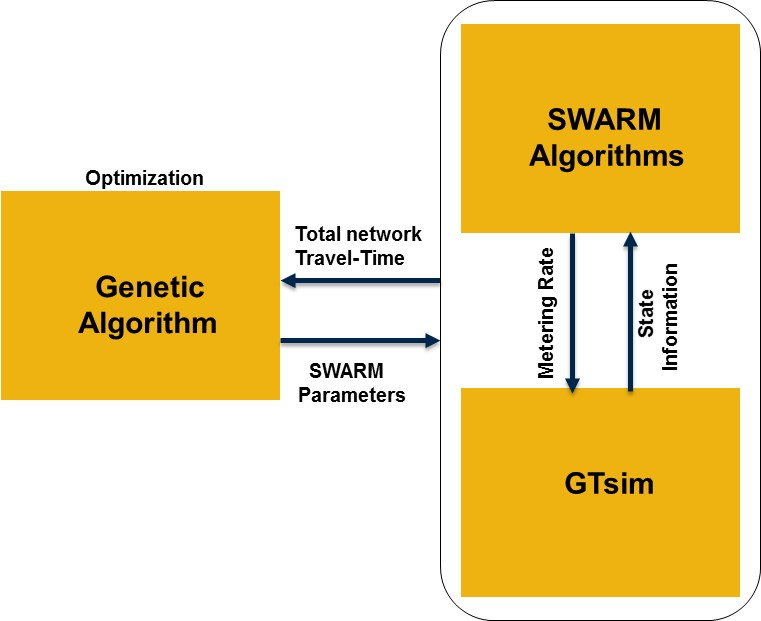 SWARM
Algorithms
Optimization
Total network
Travel-Time
Genetic
Algorithm
SWARM
Parameters
Metering Rate
State
Information
GTsim